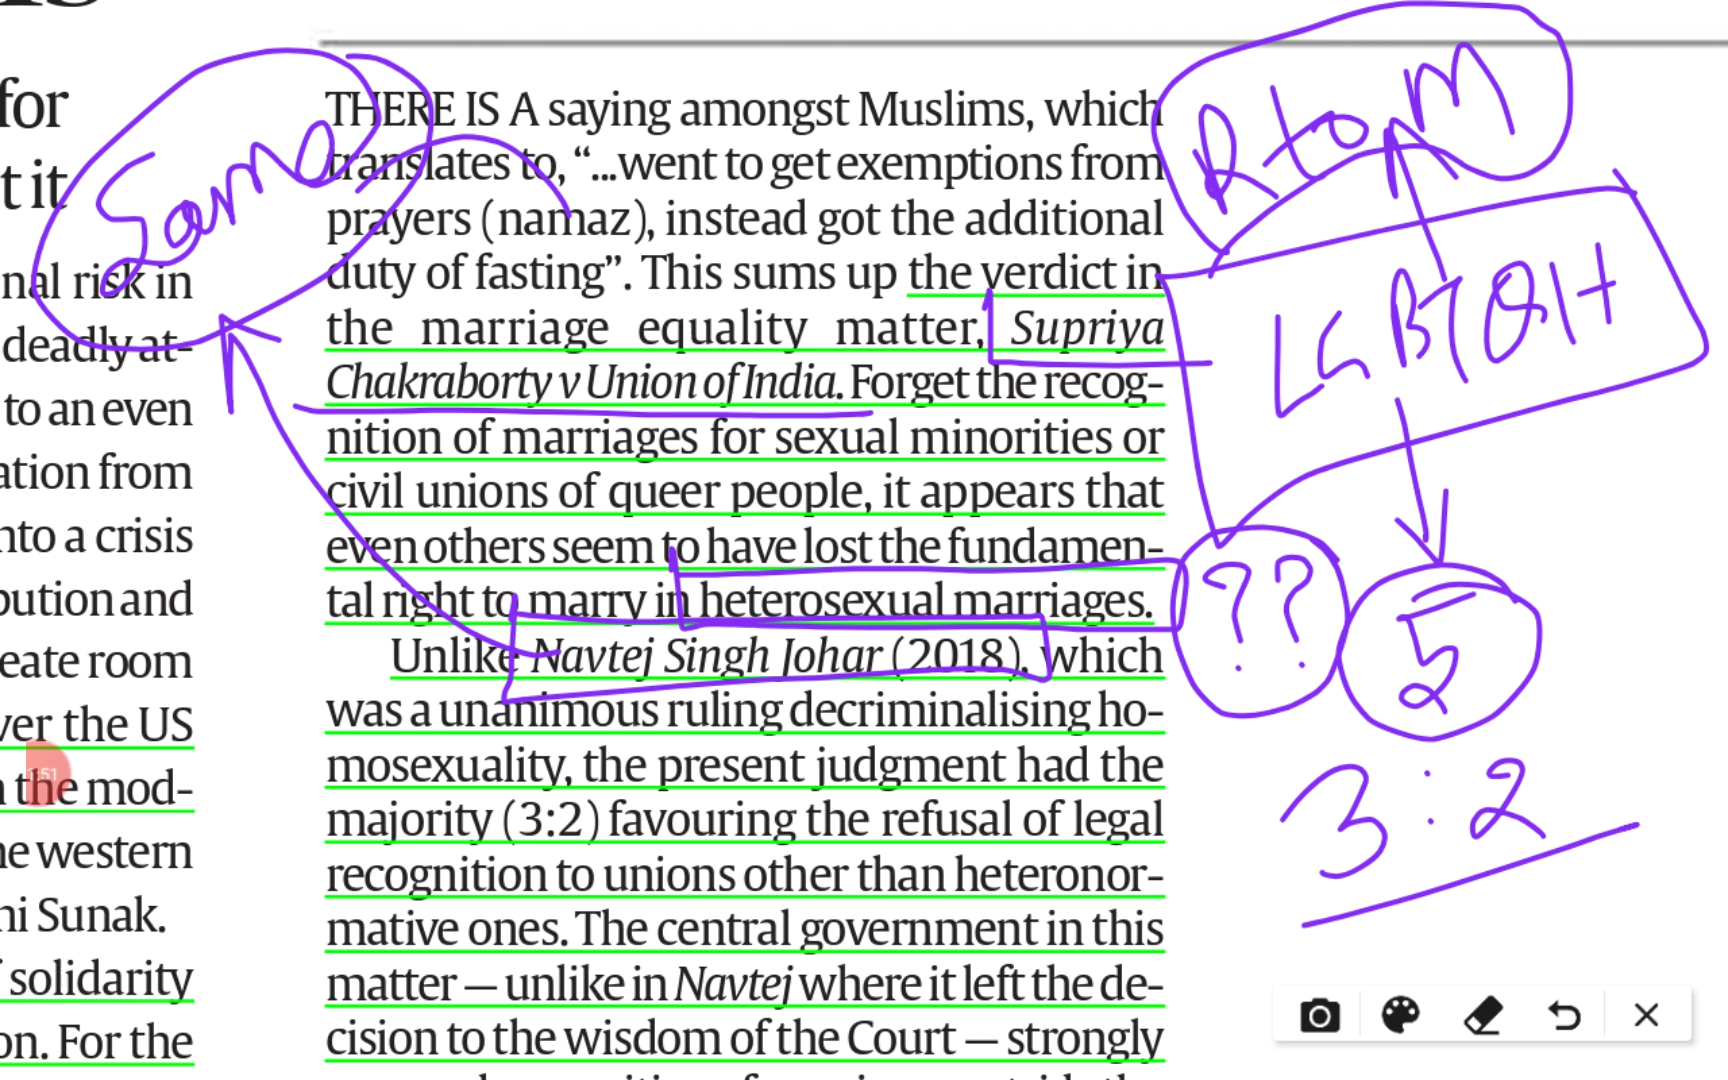 for
t it
nal risk in
deadly at-
to an even
ation from
nto a crisis
bution and
eate room
ver the US
n the mod-
ne western
hi Sunak.
solidarity
on. For the
THERE IS A saying amongst Muslims, which
translates to, “...went to get exemptions from
prayers (namaz), instead got the additional
duty of fasting”. This sums up the verdict in
the marriage equality matter, Supriya
Chakraborty v Union of India. Forget the recog-
nition of marriages for sexual minorities or
civil unions of queer people, it appears that
even others seem to have lost the fundamen-
tal right to marry in heterosexual marriages.
Unlike Navtej Singh Johar (2018), which
was a unanimous ruling decriminalising ho-
mosexuality, the present judgment had the
majority (3:2) favouring the refusal of legal
recognition to unions other than heteronor-
mative ones. The central government in this
matter — unlike in Navtej where it left the de-
cision to the wisdom of the Court — strongly
Same
R to M
LGBTQ+
??
5
3:2